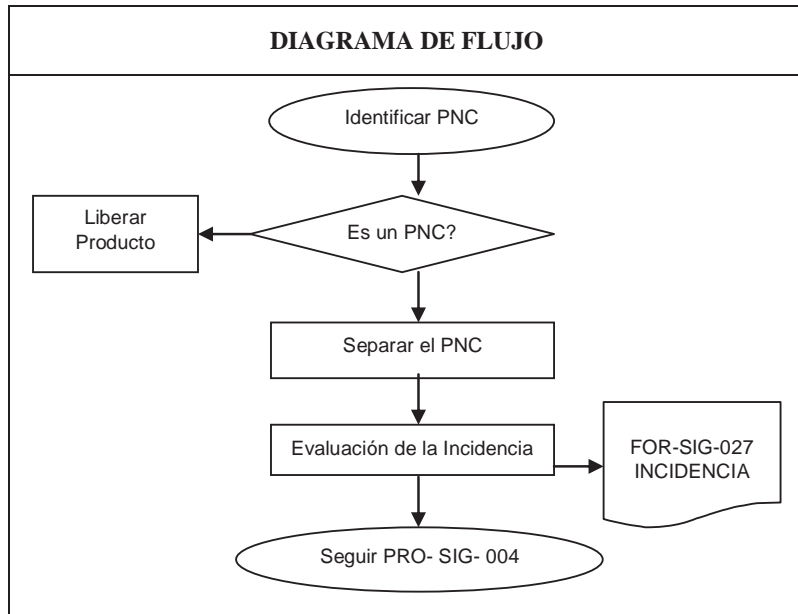 DIAGRAMA DE FLUJO
Identificar PNC
Liberar
Producto
Es un PNC?
Separar el PNC
Evaluación de la Incidencia
FOR-SIG-027
INCIDENCIA
Seguir PRO- SIG- 004